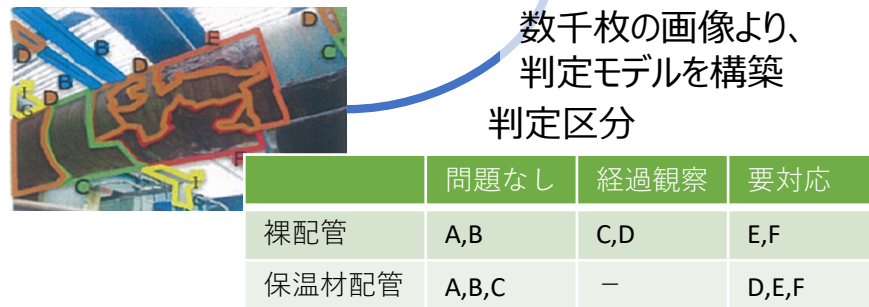 数千枚の画像より、
判定モデルを構築
判定区分
D B D E D
D B D C
I
G
C F I
問題なし 経過観察 要対応
裸配管 A,B C,D E,F
保温材配管 A,B,C － D,E,F